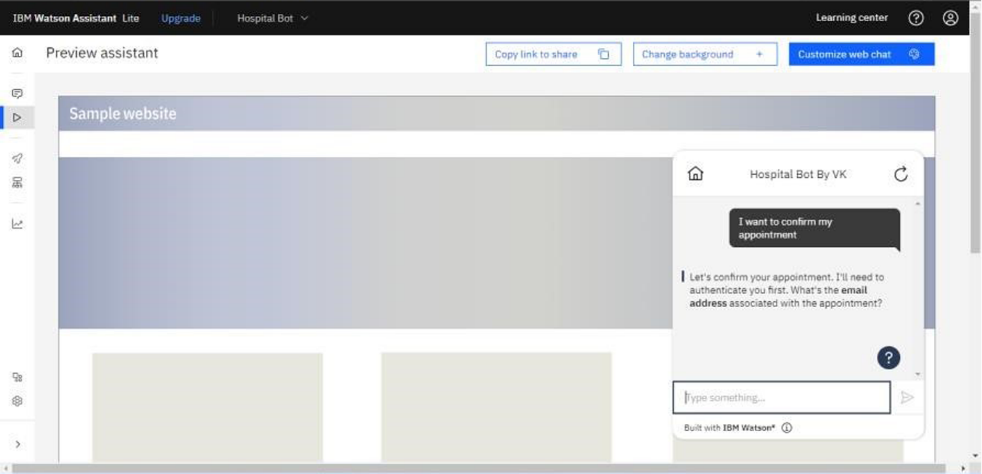 IBM Watson Assistant Lite Upgrade Hospital Bot Learning center
Preview assistant Copy link to share Change background + Customize web chat
Sample website
Hospital Bot By VK
I want to confirm my
appointment
Let's confirm your appointment. I'll need to
authenticate you first. What's the email
address associated with the appointment?
?
Type something...
Built with IBM Watson®